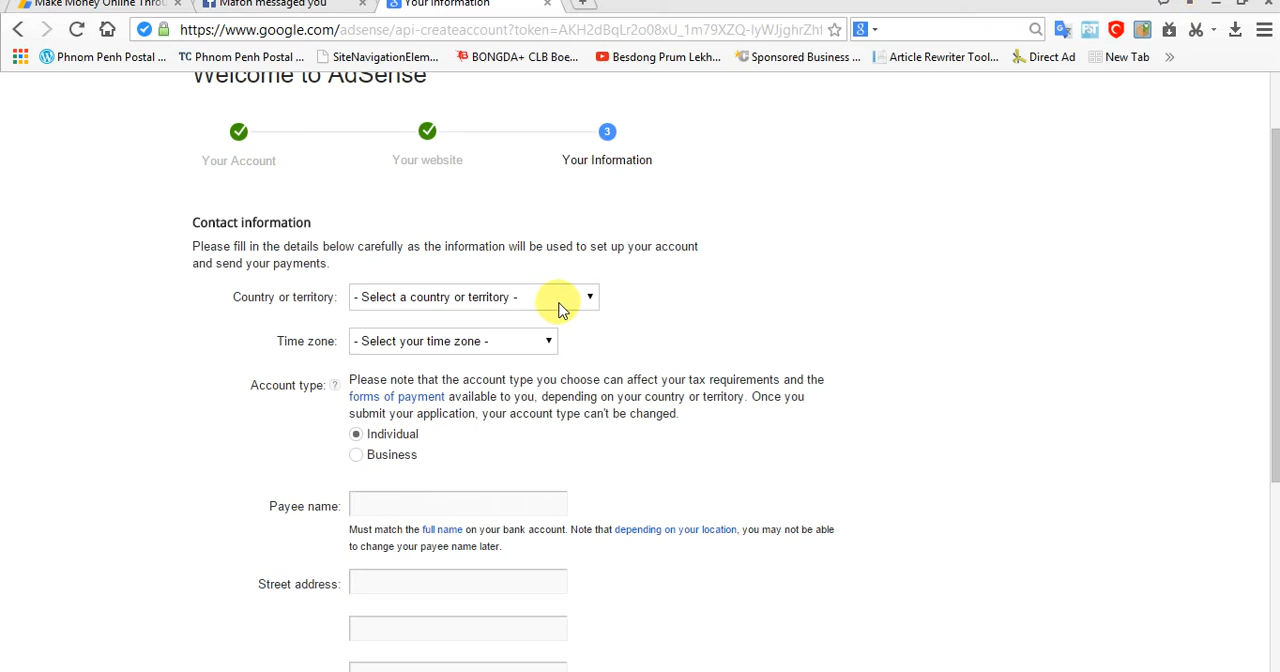 Make Money Online Throu
Mafon messaged you
Your Information
https://www.google.com/adsense/api-createaccount?token=AKH2dBqLr2o08xU_1m79XZQ-IyWJjghrZhf
Phnom Penh Postal ...
TC Phnom Penh Postal ...
SiteNavigationElem...
BONGDA+ CLB Boe...
Besdong Prum Lekh...
Sponsored Business ...
Article Rewriter Tool...
Direct Ad
New Tab
Welcome to AdSense
3
Your Account
Your website
Your Information
Contact information
Please fill in the details below carefully as the information will be used to set up your account
and send your payments.
Country or territory: - Select a country or territory -
Time zone: - Select your time zone -
Account type: ? Please note that the account type you choose can affect your tax requirements and the
forms of payment available to you, depending on your country or territory. Once you
submit your application, your account type can't be changed.
Individual
Business
Payee name:
Must match the full name on your bank account. Note that depending on your location, you may not be able
to change your payee name later.
Street address: